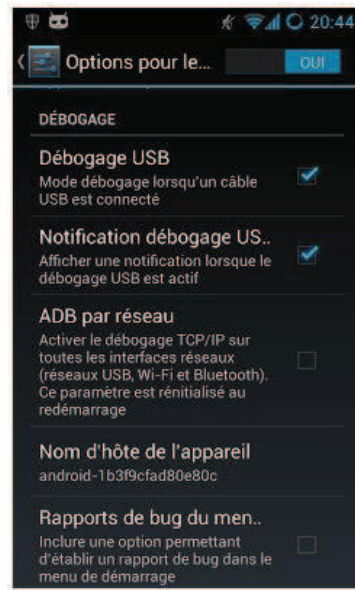 20:44
Options pour le...
OUI
DÉBOGAGE
Débogage USB
Mode débogage lorsqu'un câble
USB est connecté
Notification débogage US..
Afficher une notification lorsque le
débogage USB est actif
ADB par réseau
Activer le débogage TCP/IP sur
toutes les interfaces réseaux
(réseaux USB, Wi-Fi et Bluetooth).
Ce paramètre est rénitialisé au
redémarrage
Nom d'hôte de l'appareil
android-1b3f9cfad80e80c
Rapports de bug du men..
Inclure une option permettant
d'établir un rapport de bug dans le
menu de démarrage